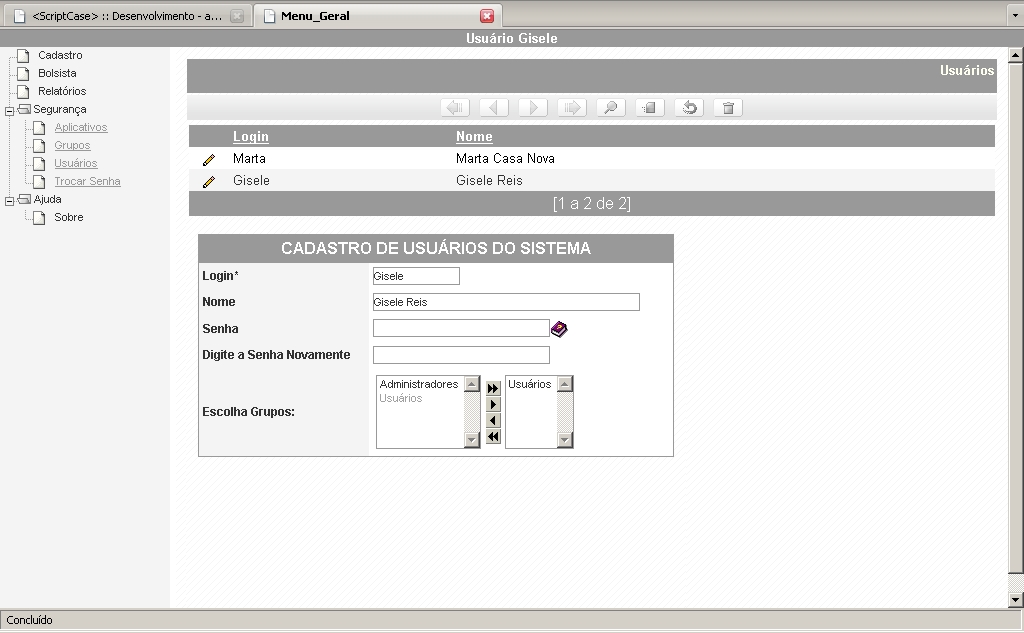 <ScriptCase> :: Desenvolvimento - a...
Menu_Geral
Usuário Gisele
Cadastro
Bolsista
Relatórios
Segurança
Aplicativos
Grupos
Usuários
Trocar Senha
Ajuda
Sobre
Usuários
Login Nome
Marta Marta Casa Nova
Gisele Gisele Reis
[1 a 2 de 2]
CADASTRO DE USUÁRIOS DO SISTEMA
Login* Gisele
Nome Gisele Reis
Senha
Digite a Senha Novamente
Escolha Grupos:
Administradores
Usuários
Usuários
Concluído